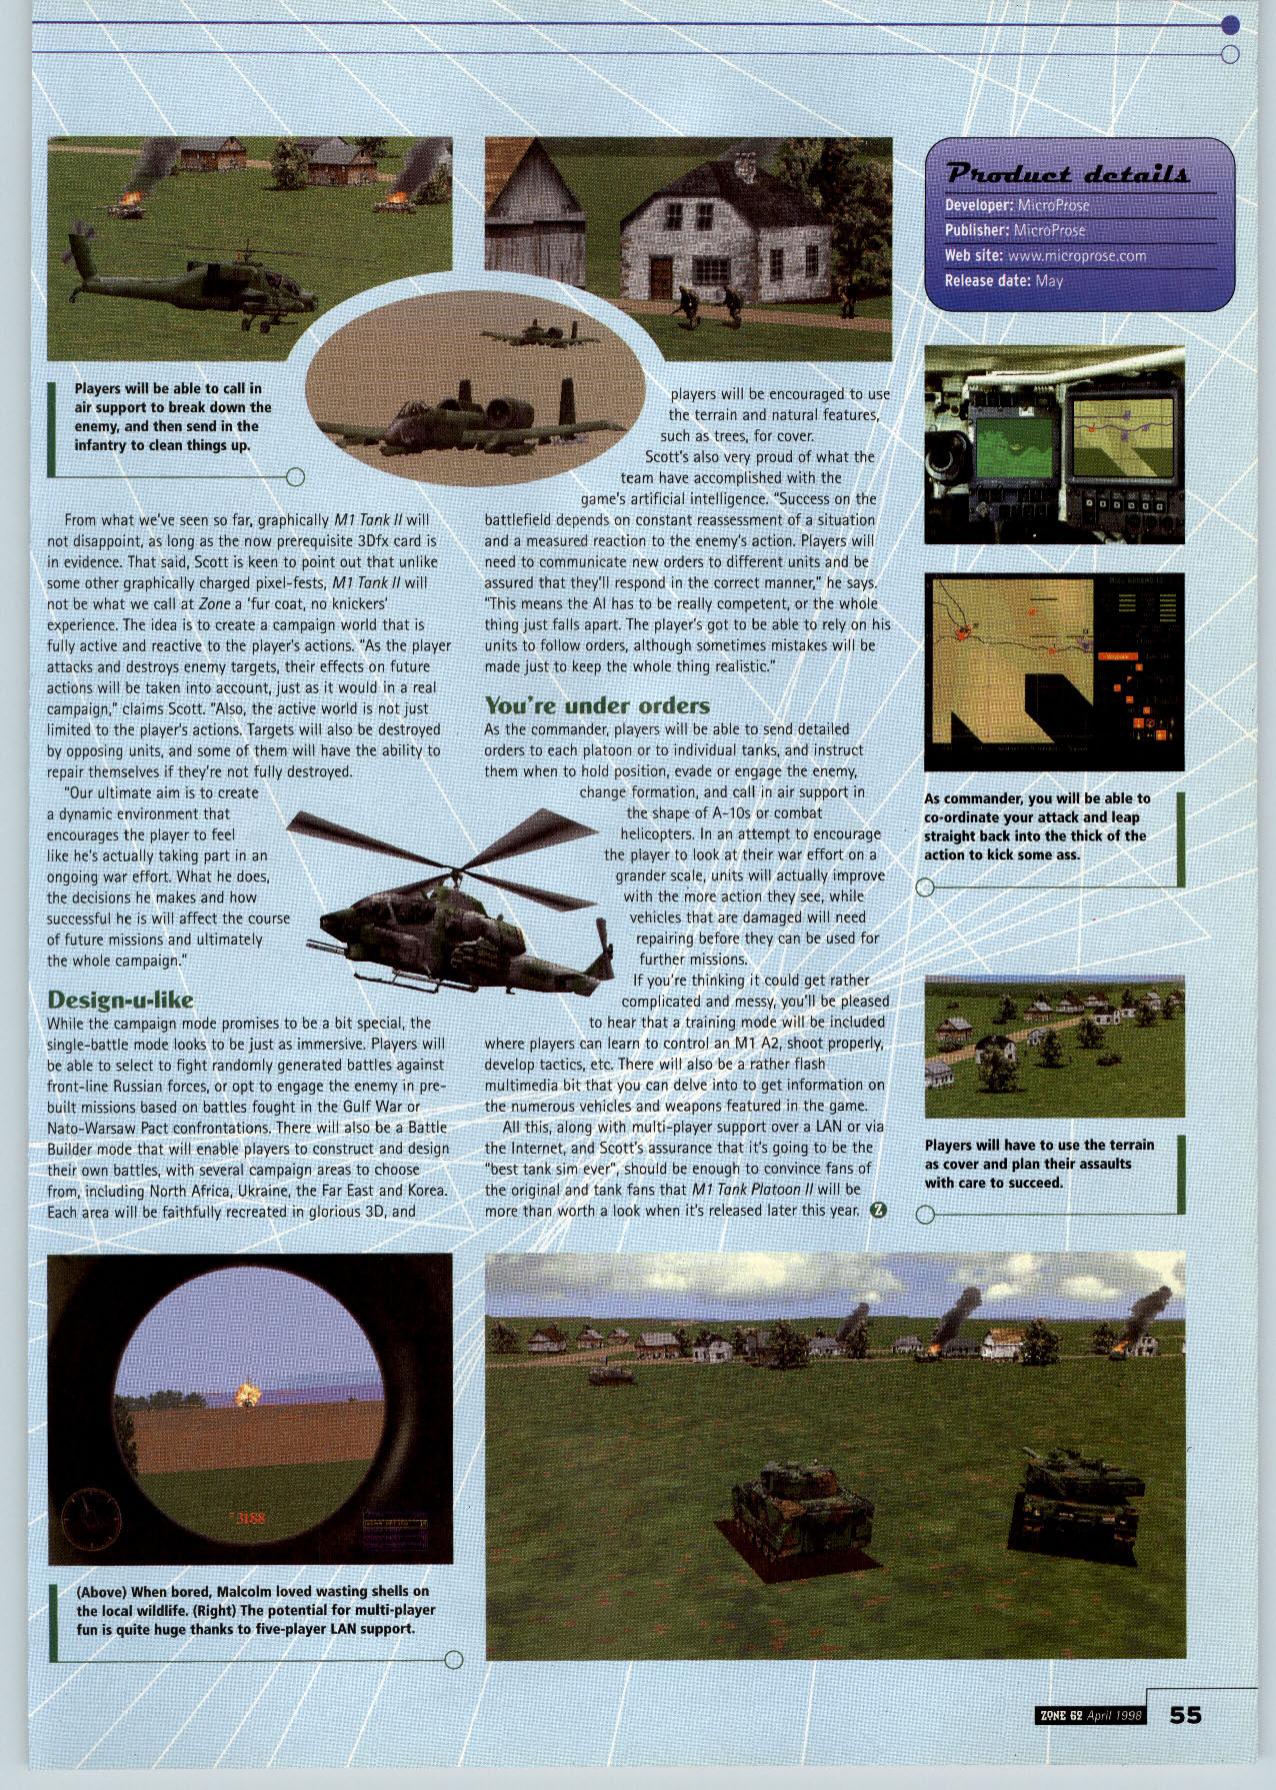 Product details
Developer: MicroProse
Publisher: MicroProse
Web site: www.microprose.com
Release date: May
Players will be able to call in
air support to break down the
enemy, and then send in the
infantry to clean things up.
From what we've seen so far, graphically M1 Tank II will
not disappoint, as long as the now prerequisite 3Dfx card is
in evidence. That said, Scott is keen to point out that unlike
some other graphically charged pixel-fests, M1 Tank II will
not be what we call at Zone a 'fur coat, no knickers'
experience. The idea is to create a campaign world that is
fully active and reactive to the player's actions. "As the player
attacks and destroys enemy targets, their effects on future
actions will be taken into account, just as it would in a real
campaign," claims Scott. "Also, the active world is not just
limited to the player's actions. Targets will also be destroyed
by opposing units, and some of them will have the ability to
repair themselves if they're not fully destroyed.
"Our ultimate aim is to create
a dynamic environment that
encourages the player to feel
like he's actually taking part in an
ongoing war effort. What he does,
the decisions he makes and how
successful he is will affect the course
of future missions and ultimately
the whole campaign."
Design-u-like
While the campaign mode promises to be a bit special, the
single-battle mode looks to be just as immersive. Players will
be able to select to fight randomly generated battles against
front-line Russian forces, or opt to engage the enemy in pre-
built missions based on battles fought in the Gulf War or
Nato-Warsaw Pact confrontations. There will also be a Battle
Builder mode that will enable players to construct and design
their own battles, with several campaign areas to choose
from, including North Africa, Ukraine, the Far East and Korea.
Each area will be faithfully recreated in glorious 3D, and
players will be encouraged to use
the terrain and natural features,
such as trees, for cover.
Scott's also very proud of what the
team have accomplished with the
game's artificial intelligence. "Success on the
battlefield depends on constant reassessment of a situation
and a measured reaction to the enemy's action. Players will
need to communicate new orders to different units and be
assured that they'll respond in the correct manner," he says.
"This means the AI has to be really competent, or the whole
thing just falls apart. The player's got to be able to rely on his
units to follow orders, although sometimes mistakes will be
made just to keep the whole thing realistic."
You're under orders
As the commander, players will be able to send detailed
orders to each platoon or to individual tanks, and instruct
them when to hold position, evade or engage the enemy,
change formation, and call in air support in
the shape of A-10s or combat
helicopters. In an attempt to encourage
the player to look at their war effort on a
grander scale, units will actually improve
with the more action they see, while
vehicles that are damaged will need
repairing before they can be used for
further missions.
If you're thinking it could get rather
complicated and messy, you'll be pleased
to hear that a training mode will be included
where players can learn to control an M1 A2, shoot properly,
develop tactics, etc. There will also be a rather flash
multimedia bit that you can delve into to get information on
the numerous vehicles and weapons featured in the game.
All this, along with multi-player support over a LAN or via
the Internet, and Scott's assurance that it's going to be the
"best tank sim ever", should be enough to convince fans of
the original and tank fans that M1 Tank Platoon II will be
more than worth a look when it's released later this year. Z
As commander, you will be able to
co-ordinate your attack and leap
straight back into the thick of the
action to kick some ass.
Players will have to use the terrain
as cover and plan their assaults
with care to succeed.
3188
(Above) When bored, Malcolm loved wasting shells on
the local wildlife. (Right) The potential for multi-player
fun is quite huge thanks to five-player LAN support.
ZONE 62 April 1998 55